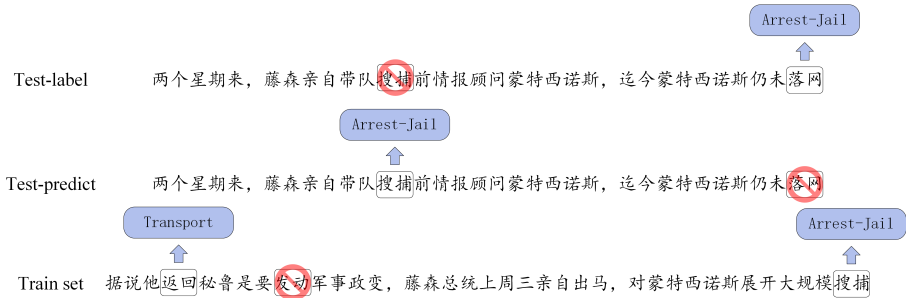 Arrest-Jail
Test-label 两个星期来，藤森亲自带队搜捕前情报顾问蒙特西诺斯，迄今蒙特西诺斯仍未落网
Arrest-Jail
Test-predict 两个星期来，藤森亲自带队搜捕前情报顾问蒙特西诺斯，迄今蒙特西诺斯仍未落网
Transport Arrest-Jail
Train set 据说他返回秘鲁是要发动军事政变，藤森总统上周三亲自出马，对蒙特西诺斯展开大规模搜捕